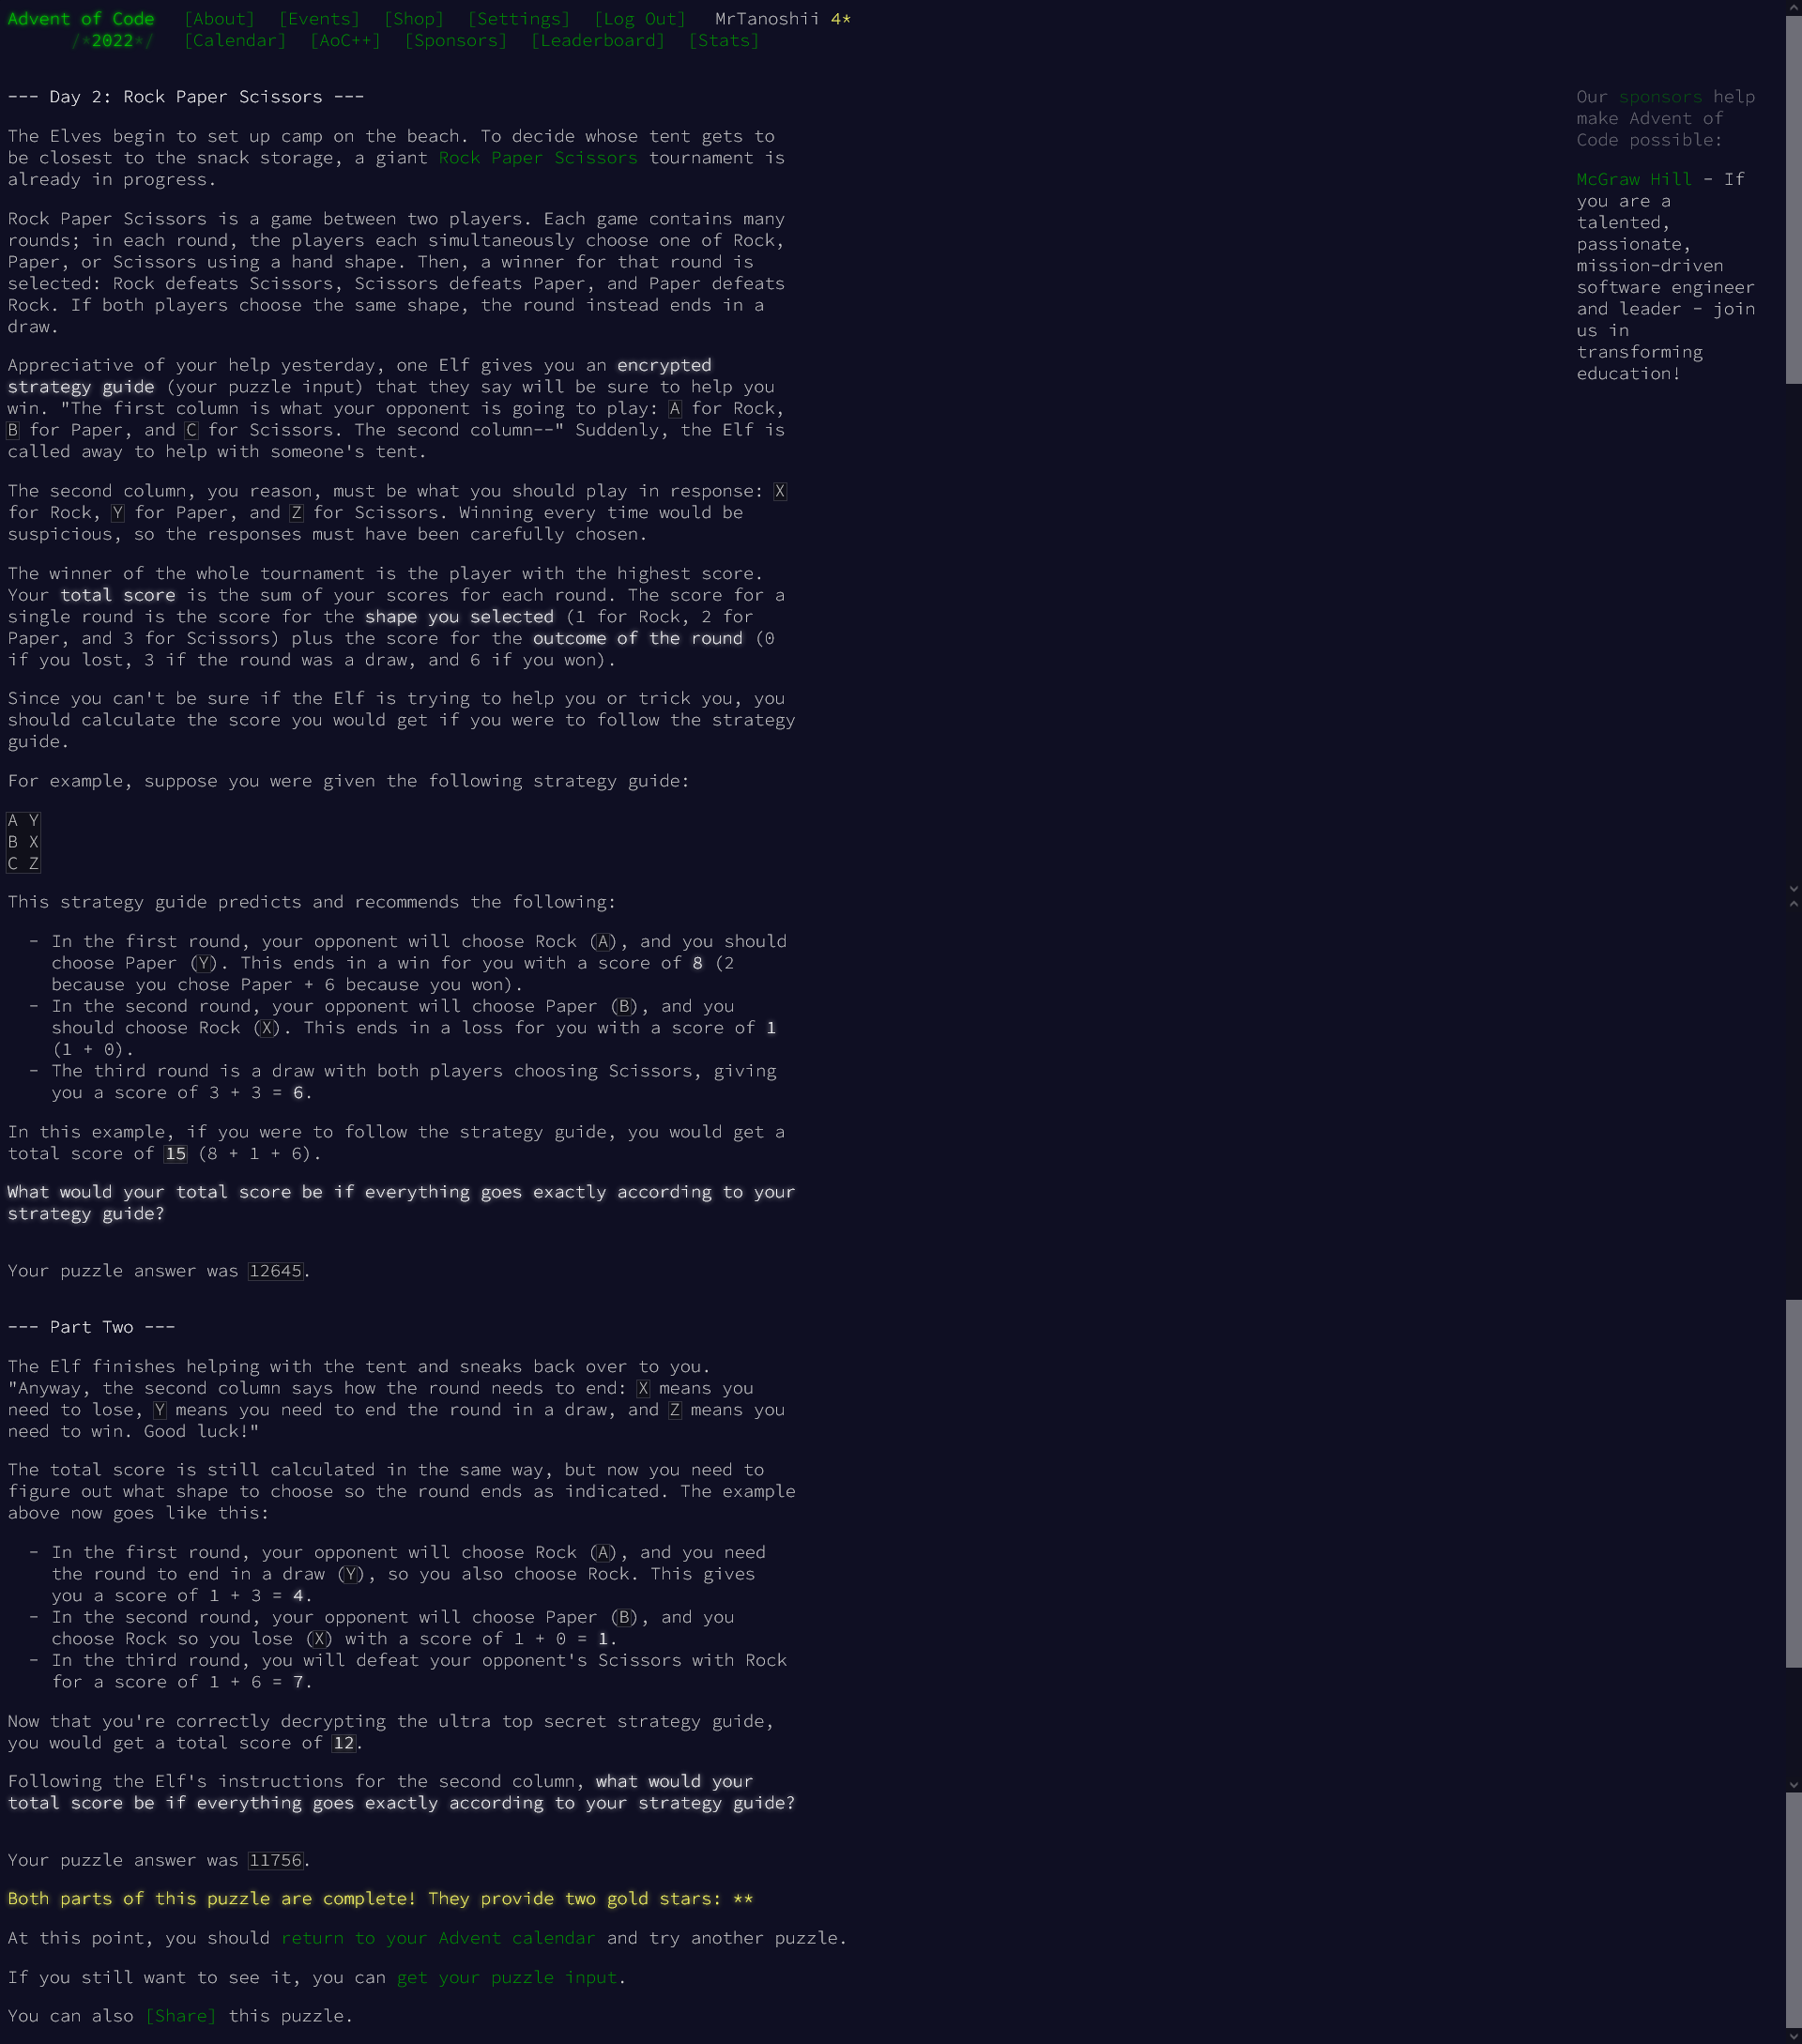 Advent of Code [About] [Events] [Shop] [Settings] [Log Out] MrTanoshii 4*
/*2022*/ [Calendar] [AoC++] [Sponsors] [Leaderboard] [Stats]
--- Day 2: Rock Paper Scissors ---
The Elves begin to set up camp on the beach. To decide whose tent gets to
be closest to the snack storage, a giant Rock Paper Scissors tournament is
already in progress.
Rock Paper Scissors is a game between two players. Each game contains many
rounds; in each round, the players each simultaneously choose one of Rock,
Paper, or Scissors using a hand shape. Then, a winner for that round is
selected: Rock defeats Scissors, Scissors defeats Paper, and Paper defeats
Rock. If both players choose the same shape, the round instead ends in a
draw.
Appreciative of your help yesterday, one Elf gives you an encrypted
strategy guide (your puzzle input) that they say will be sure to help you
win. "The first column is what your opponent is going to play: A for Rock,
B for Paper, and C for Scissors. The second column--" Suddenly, the Elf is
called away to help with someone's tent.
The second column, you reason, must be what you should play in response: X
for Rock, Y for Paper, and Z for Scissors. Winning every time would be
suspicious, so the responses must have been carefully chosen.
The winner of the whole tournament is the player with the highest score.
Your total score is the sum of your scores for each round. The score for a
single round is the score for the shape you selected (1 for Rock, 2 for
Paper, and 3 for Scissors) plus the score for the outcome of the round (0
if you lost, 3 if the round was a draw, and 6 if you won).
Since you can't be sure if the Elf is trying to help you or trick you, you
should calculate the score you would get if you were to follow the strategy
guide.
For example, suppose you were given the following strategy guide:
A Y
B X
C Z
This strategy guide predicts and recommends the following:
- In the first round, your opponent will choose Rock (A), and you should
choose Paper (Y). This ends in a win for you with a score of 8 (2
because you chose Paper + 6 because you won).
- In the second round, your opponent will choose Paper (B), and you
should choose Rock (X). This ends in a loss for you with a score of 1
(1 + 0).
- The third round is a draw with both players choosing Scissors, giving
you a score of 3 + 3 = 6.
In this example, if you were to follow the strategy guide, you would get a
total score of 15 (8 + 1 + 6).
What would your total score be if everything goes exactly according to your
strategy guide?
Your puzzle answer was 12645.
--- Part Two ---
The Elf finishes helping with the tent and sneaks back over to you.
"Anyway, the second column says how the round needs to end: X means you
need to lose, Y means you need to end the round in a draw, and Z means you
need to win. Good luck!"
The total score is still calculated in the same way, but now you need to
figure out what shape to choose so the round ends as indicated. The example
above now goes like this:
- In the first round, your opponent will choose Rock (A), and you need
the round to end in a draw (Y), so you also choose Rock. This gives
you a score of 1 + 3 = 4.
- In the second round, your opponent will choose Paper (B), and you
choose Rock so you lose (X) with a score of 1 + 0 = 1.
- In the third round, you will defeat your opponent's Scissors with Rock
for a score of 1 + 6 = 7.
Now that you're correctly decrypting the ultra top secret strategy guide,
you would get a total score of 12.
Following the Elf's instructions for the second column, what would your
total score be if everything goes exactly according to your strategy guide?
Your puzzle answer was 11756.
Both parts of this puzzle are complete! They provide two gold stars: **
At this point, you should return to your Advent calendar and try another puzzle.
If you still want to see it, you can get your puzzle input.
You can also [Share] this puzzle.
Our sponsors help
make Advent of
Code possible:
McGraw Hill - If
you are a
talented,
passionate,
mission-driven
software engineer
and leader - join
us in
transforming
education!